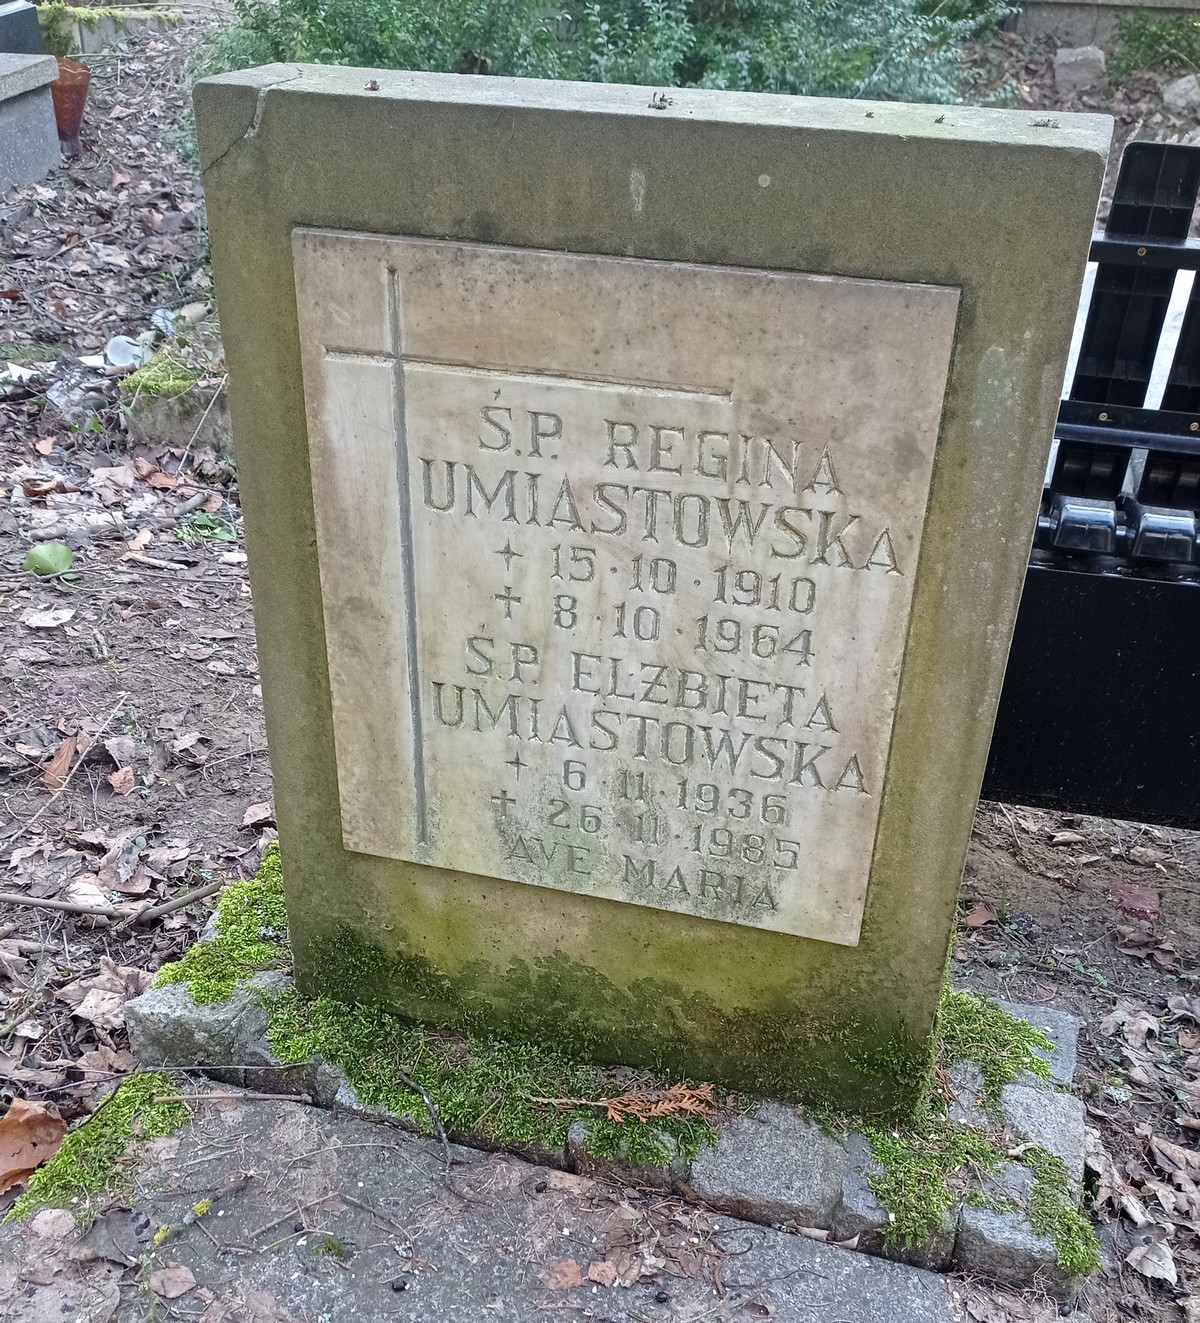 Ś.P. REGINA
UMIASTOWSKA
15·10·1910
8·10·1964
Ś.P. ELŻBIETA
UMIASTOWSKA
6·11·1936
26·11·1985
AVE MARIA